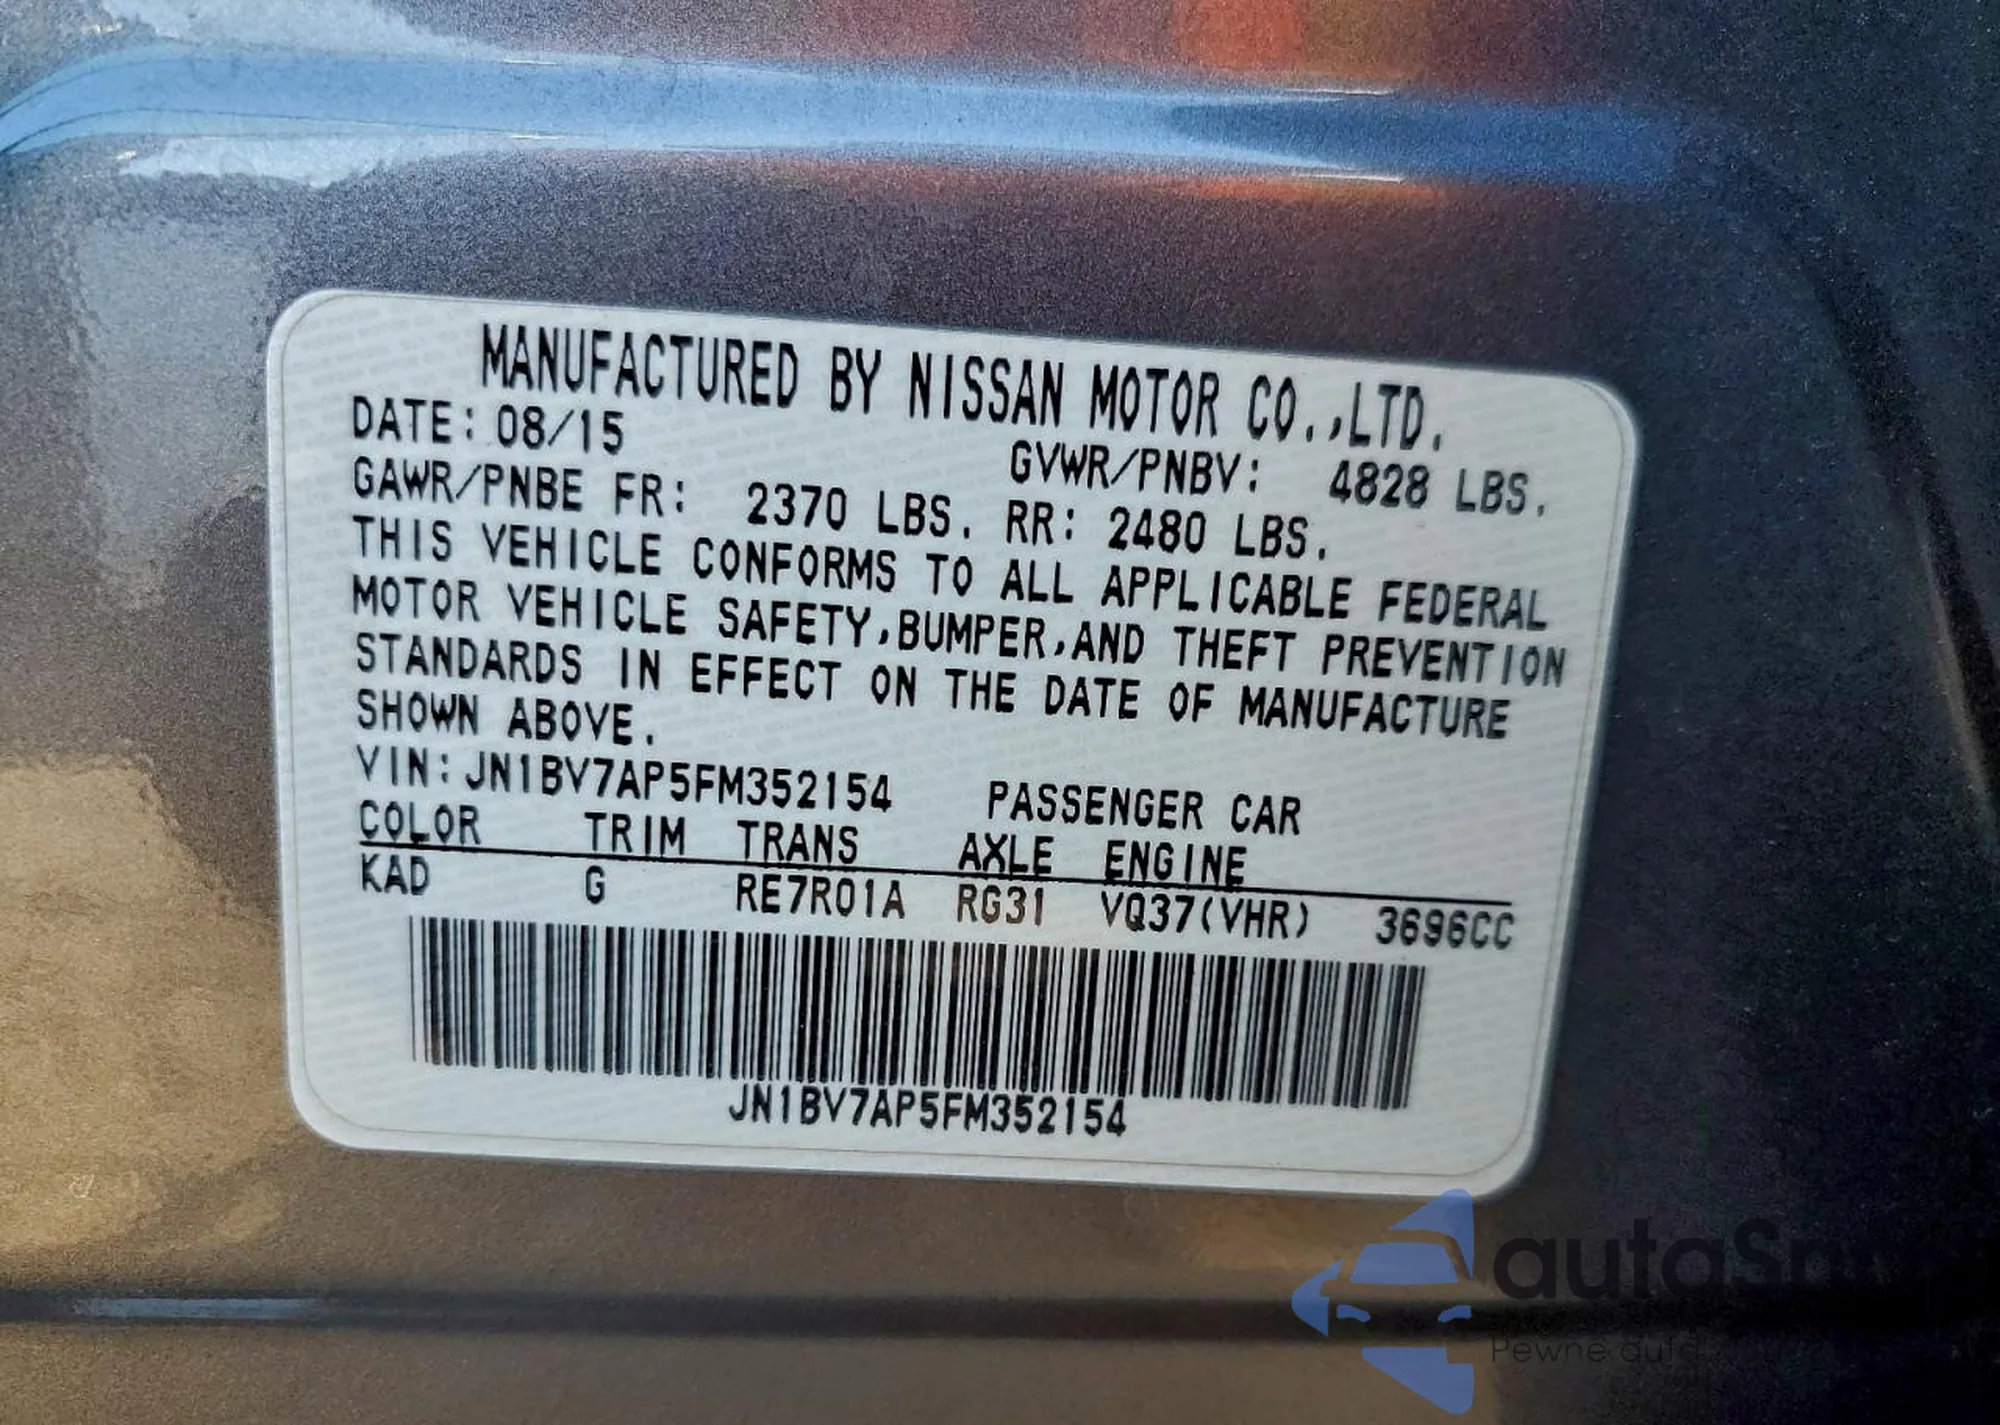 MANUFACTURED BY NISSAN MOTOR CO.,LTD.
DATE: 08/15 GVWR/PNBV: 4828 LBS.
GAWR/PNBE FR: 2370 LBS. RR: 2480 LBS.
THIS VEHICLE CONFORMS TO ALL APPLICABLE FEDERAL
MOTOR VEHICLE SAFETY,BUMPER,AND THEFT PREVENTION
STANDARDS IN EFFECT ON THE DATE OF MANUFACTURE
SHOWN ABOVE.
VIN: JN1BV7AP5FM352154 PASSENGER CAR
COLOR TRIM TRANS AXLE ENGINE
KAD G RE7R01A RG31 VQ37(VHR) 3696CC
JN1BV7AP5FM352154
Pewne auta